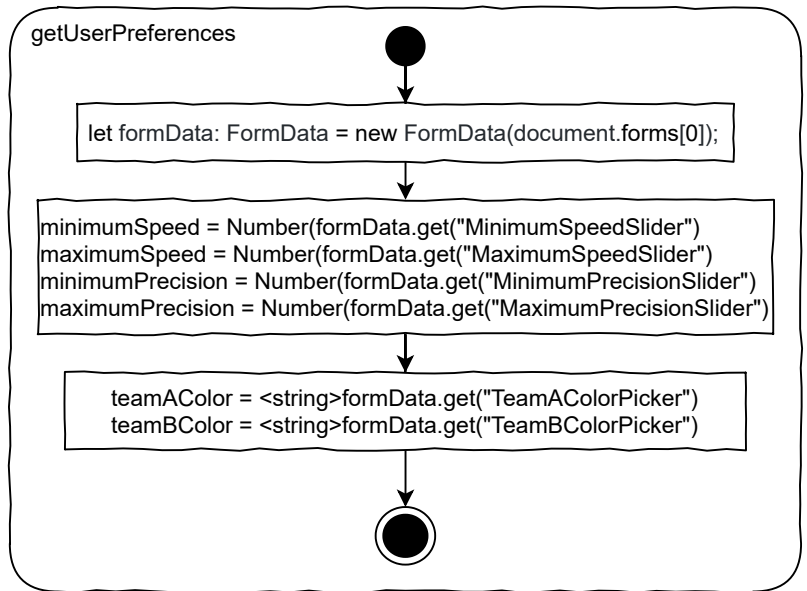 getUserPreferences
let formData: FormData = new FormData(document.forms[0]);
minimumSpeed = Number(formData.get("MinimumSpeedSlider")
maximumSpeed = Number(formData.get("MaximumSpeedSlider")
minimumPrecision = Number(formData.get("MinimumPrecisionSlider")
maximumPrecision = Number(formData.get("MaximumPrecisionSlider")
teamAColor = <string>formData.get("TeamAColorPicker")
teamBColor = <string>formData.get("TeamBColorPicker")